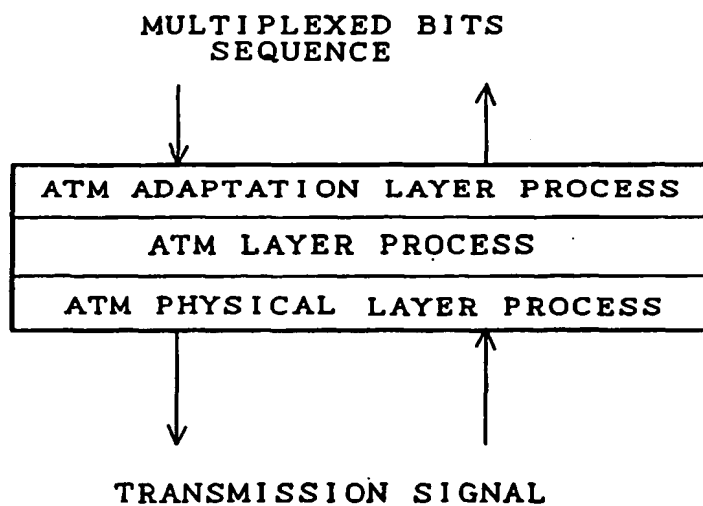 MULTIPLEXED BITS
SEQUENCE
ATM ADAPTATION LAYER PROCESS
ATM LAYER PROCESS
ATM PHYSICAL LAYER PROCESS
TRANSMISSION SIGNAL